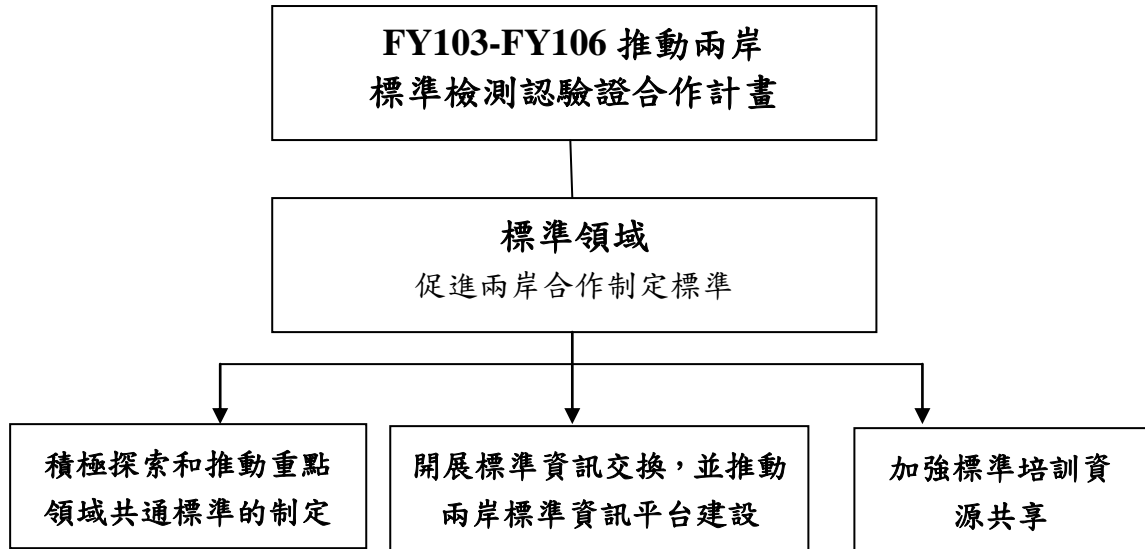 FY103-FY106 推動兩岸
標準檢測認驗證合作計畫
標準領域
促進兩岸合作制定標準
積極探索和推動重點
領域共通標準的制定
開展標準資訊交換，並推動
兩岸標準資訊平台建設
加強標準培訓資
源共享